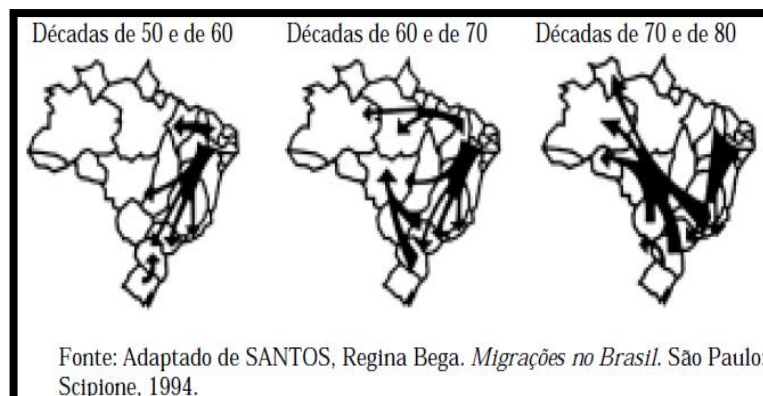 Décadas de 50 e de 60 Décadas de 60 e de 70 Décadas de 70 e de 80
Fonte: Adaptado de SANTOS, Regina Bega. Migrações no Brasil. São Paulo:
Scipione, 1994.